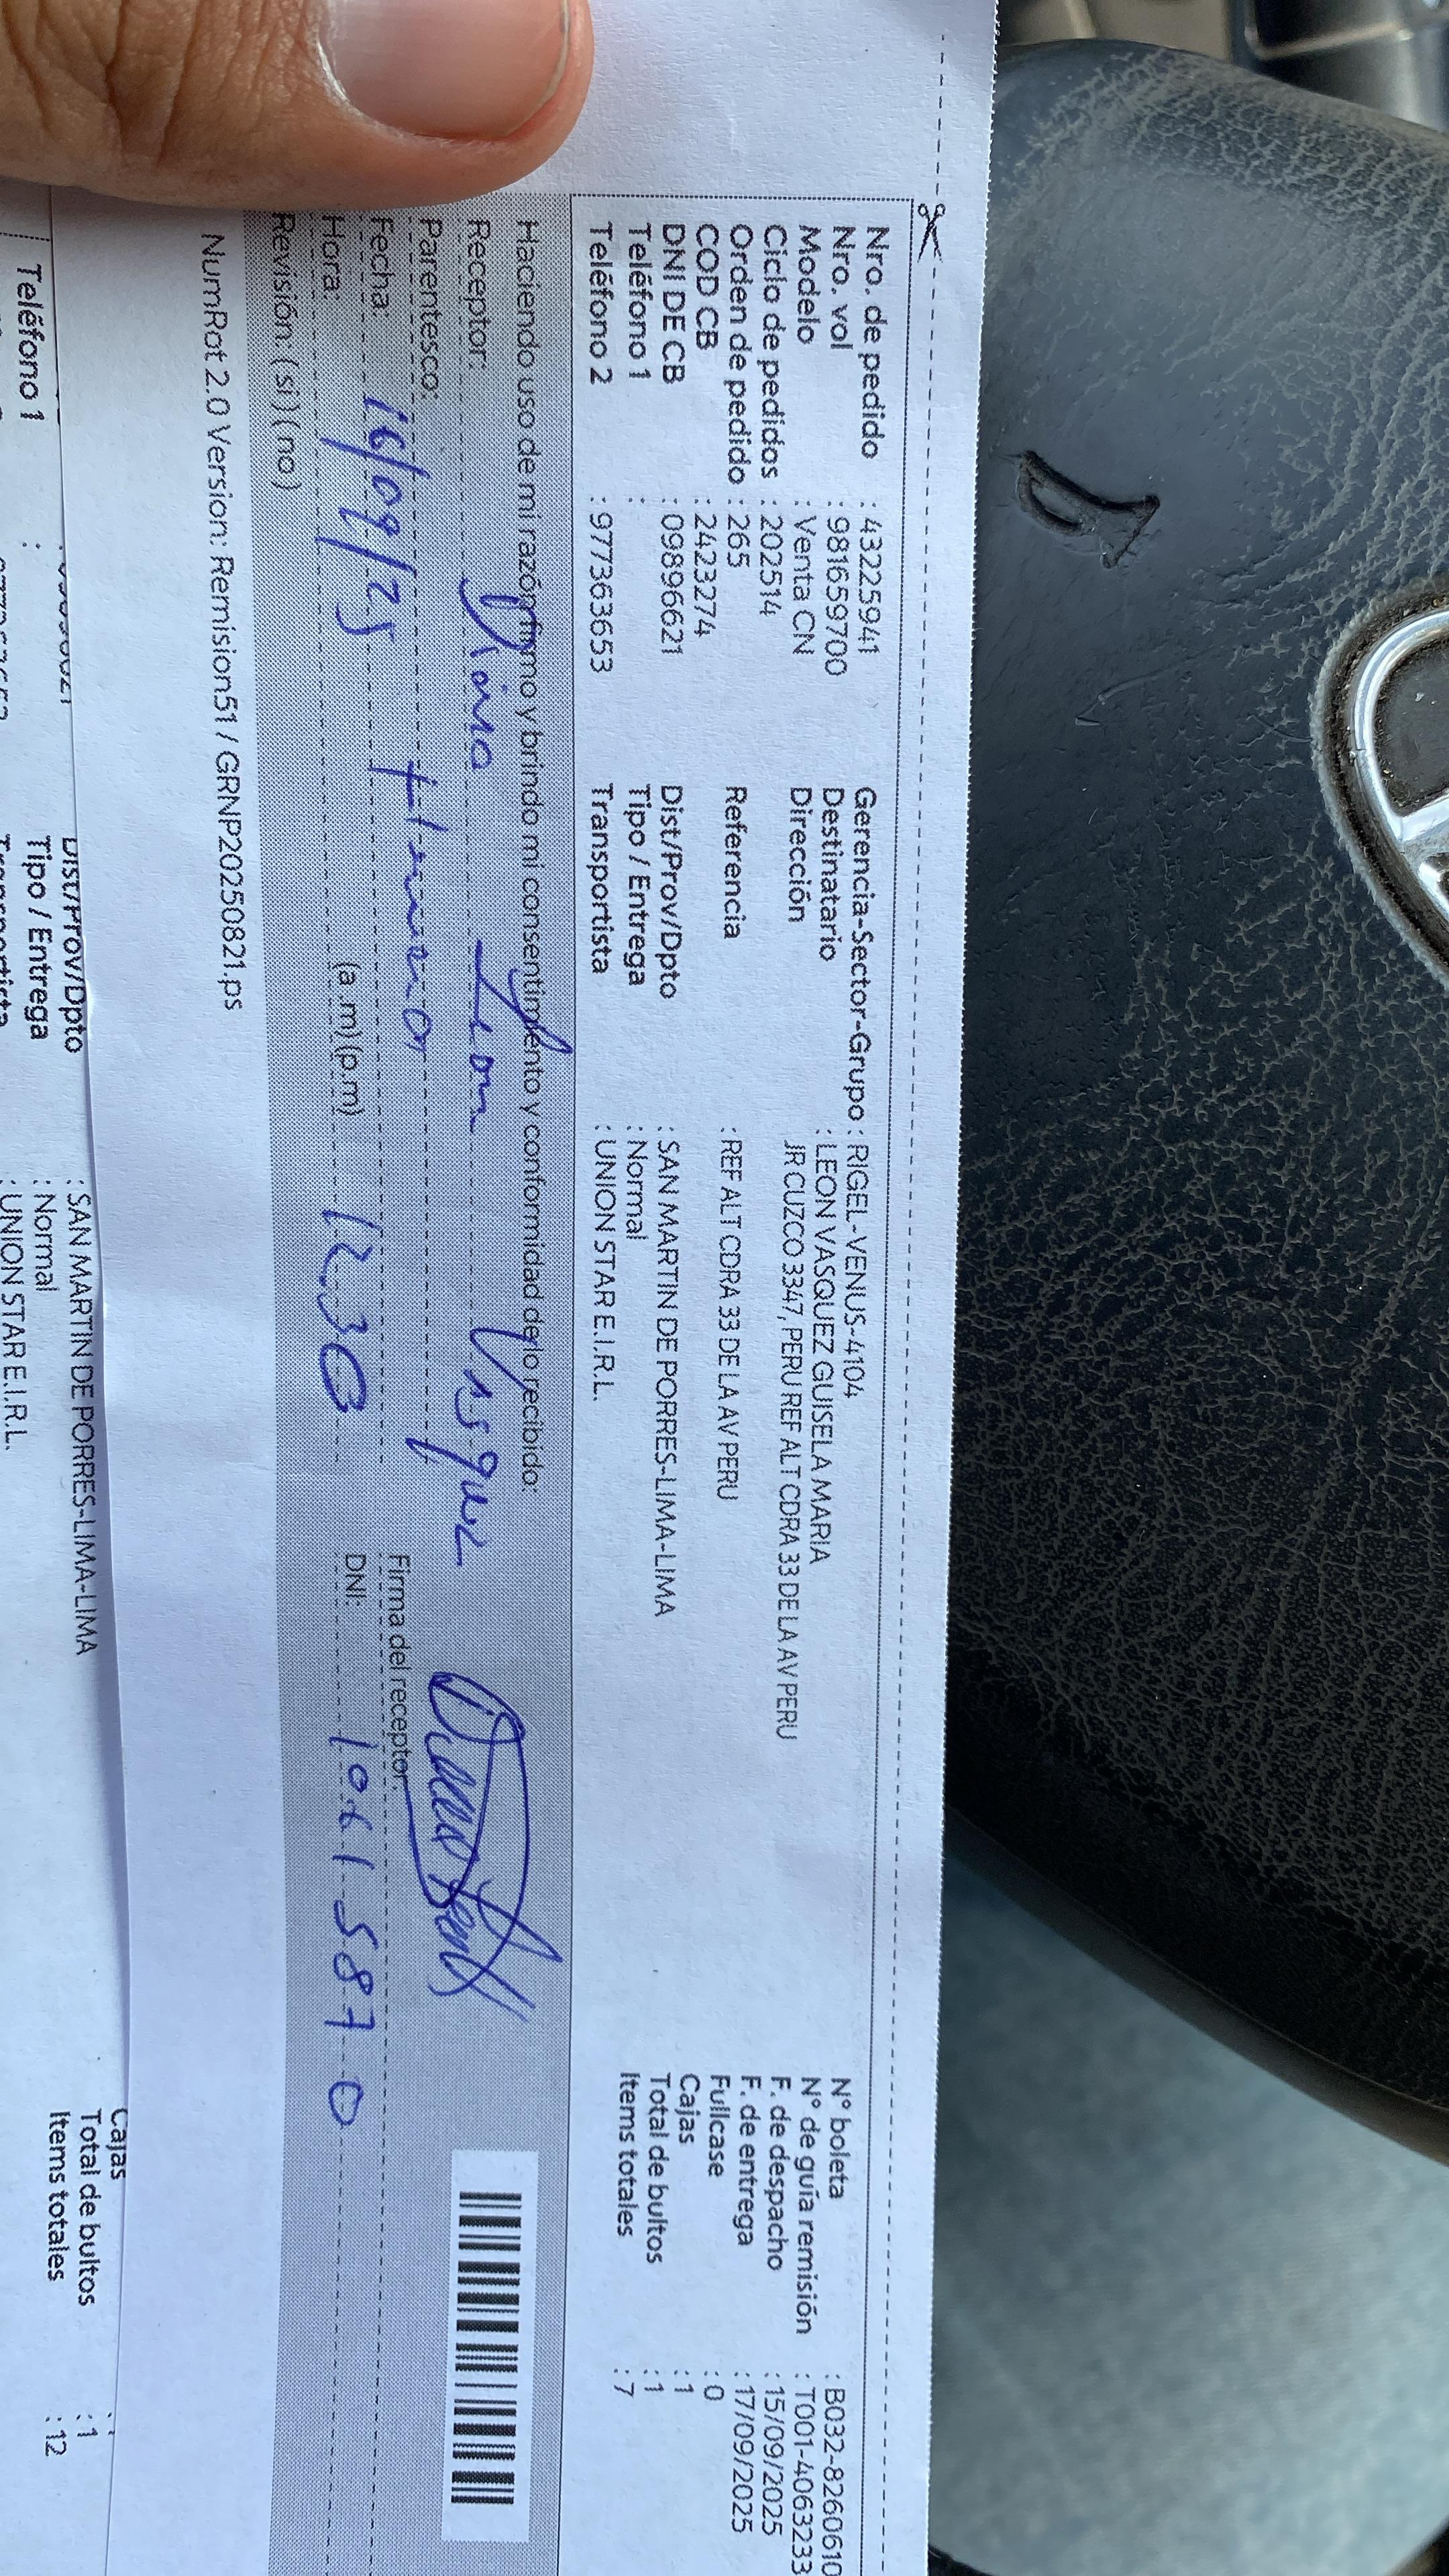 Nro. de pedido : 43225941
Nro. vol : 981659700
Modelo : Venta CN
Ciclo de pedidos : 202514
Orden de pedido : 265
COD CB : 2423274
DNI DE CB : 09896621
Teléfono 1 :
Teléfono 2 : 977363653
Gerencia-Sector-Grupo : RIGEL-VENUS-4104
Destinatario : LEON VASQUEZ GUISELA MARIA
Dirección JR CUZCO 3347, PERU REF ALT CDRA 33 DE LA AV PERU
Referencia : REF ALT CDRA 33 DE LA AV PERU
Dist/Prov/Dpto : SAN MARTIN DE PORRES-LIMA-LIMA
Tipo / Entrega : Normal
Transportista : UNION STAR E.I.R.L.
N° boleta : B032-8260610
N° de guía remisión : T001-4063233
F. de despacho : 15/09/2025
F. de entrega : 17/09/2025
Fullcase : 0
Cajas : 1
Total de bultos : 1
Items totales : 7
Haciendo uso de mi razón firmo y brindo mi consentimiento y conformidad de lo recibido:
Receptor: Diana Leon Vasquez
Parentesco:
Fecha: 16/09/25
Hora (a.m)(p.m) 12.30
Revisión: (si) (no)
Firma del receptor
DNI: 10615870
NumRot 2.0 Version: Remision51 / GRNP20250821.ps
Teléfono 1 :
Dist/Prov/Dpto : SAN MARTIN DE PORRES-LIMA-LIMA
Tipo / Entrega : Normal
Transportista : UNION STAR E.I.R.L.
Cajas :
Total de bultos : 1
Items totales : 12